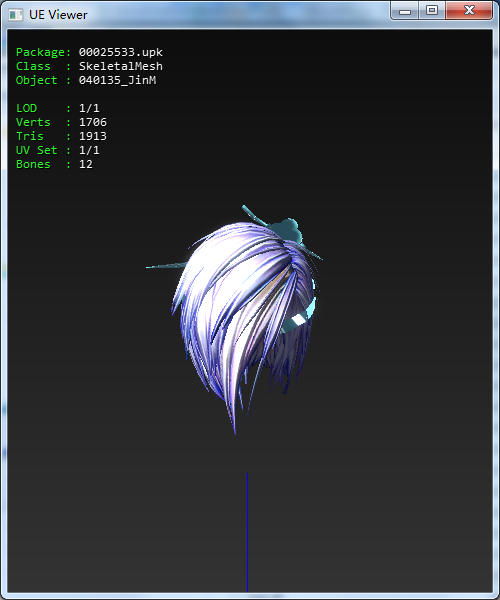 UE Viewer
Package: 00025533.upk
Class : SkeletalMesh
Object : 040135_JinM
LOD : 1/1
Verts : 1706
Tris : 1913
UV Set : 1/1
Bones : 12